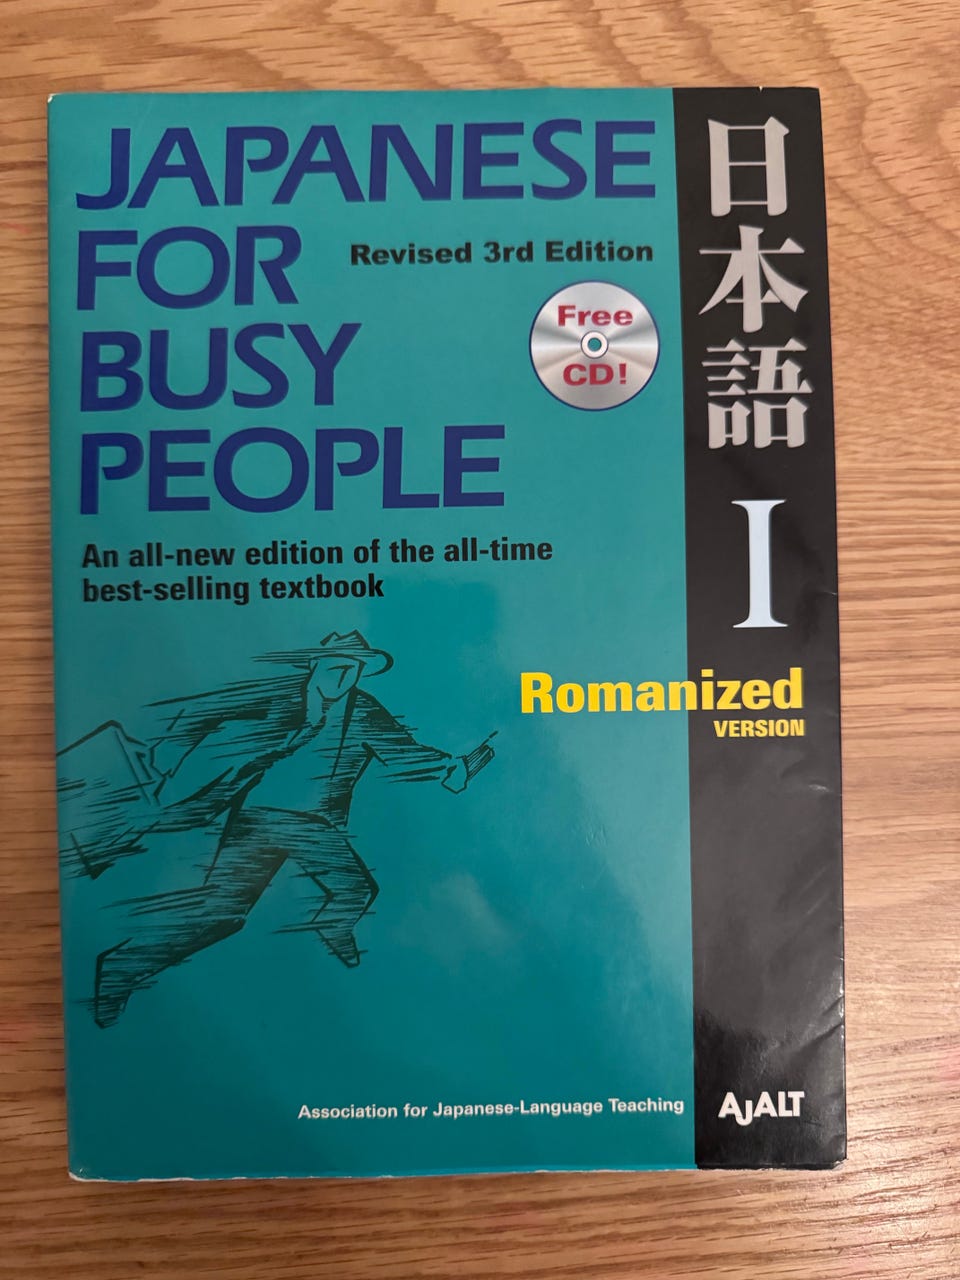 JAPANESE
FOR
Revised 3rd Edition
BUSY
PEOPLE
Free
CD!
An all-new edition of the all-time
best-selling textbook
日本語 I
Romanized
VERSION
Association for Japanese-Language Teaching
AJALT